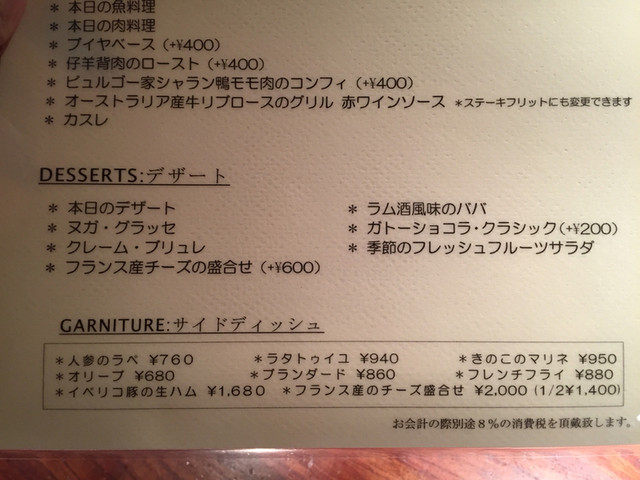 * 本日の魚料理
* 本日の肉料理
* ブイヤベース (+¥400)
* 仔羊背肉のロースト (+¥400)
* ビュルゴー家シャラン鴨モモ肉のコンフィ (+¥400)
* オーストラリア産牛リブロースのグリル 赤ワインソース *ステーキフリットにも変更できます
* カスレ
DESSERTS:デザート
* 本日のデザート * ラム酒風味のババ
* ヌガ・グラッセ * ガトーショコラ・クラシック(+¥200)
* クレーム・ブリュレ * 季節のフレッシュフルーツサラダ
* フランス産チーズの盛合せ (+¥600)
GARNITURE:サイドディッシュ
*人参のラペ ¥760 *ラタトゥイユ ¥940 *きのこのマリネ ¥950
*オリーブ ¥680 *ブランダード ¥860 *フレンチフライ ¥880
*イベリコ豚の生ハム ¥1,680 *フランス産のチーズ盛合せ ¥2,000 (1/2¥1,400)
お会計の際別途8%の消費税を頂戴致します。